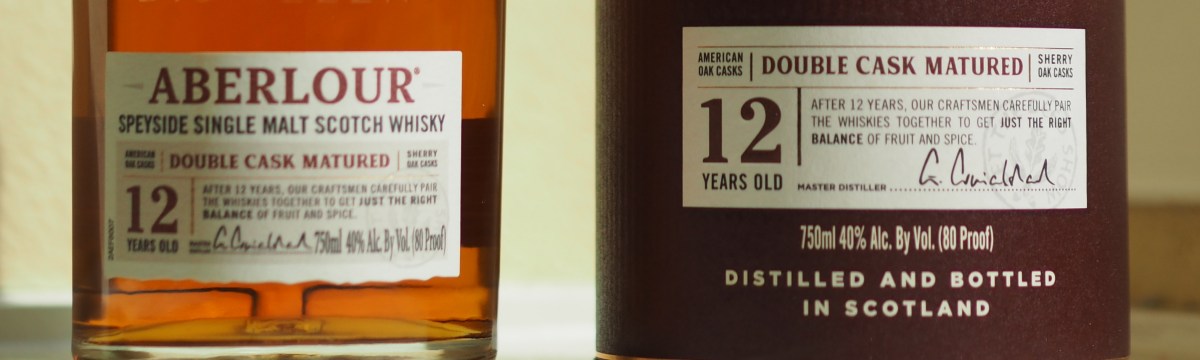 ABERLOUR
SPEYSIDE SINGLE MALT SCOTCH WHISKY
AMERICAN OAK CASKS | DOUBLE CASK MATURED | SHERRY OAK CASKS
12 YEARS OLD
AFTER 12 YEARS, OUR CRAFTSMEN CAREFULLY PAIR
THE WHISKIES TOGETHER TO GET JUST THE RIGHT
BALANCE OF FRUIT AND SPICE.
750ml 40% Alc. By Vol. (80 Proof)
AMERICAN OAK CASKS | DOUBLE CASK MATURED | SHERRY OAK CASKS
12
YEARS OLD
AFTER 12 YEARS, OUR CRAFTSMEN CAREFULLY PAIR
THE WHISKIES TOGETHER TO GET JUST THE RIGHT
BALANCE OF FRUIT AND SPICE.
MASTER DISTILLER
750ml 40% Alc. By Vol. (80 Proof)
DISTILLED AND BOTTLED
IN SCOTLAND